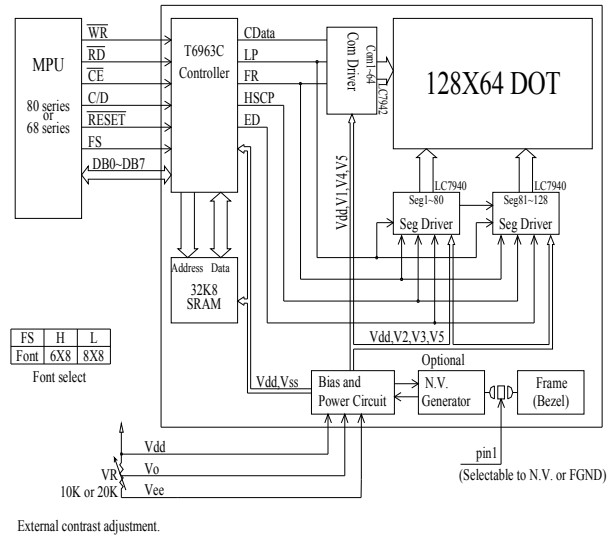 MPU
80 series
or
68 series
WR
RD
CE
C/D
RESET
FS
DB0~DB7
T6963C
Controller
CData
LP
FR
HSCP
ED
Com Driver
Com1~64
LC7942
128X64 DOT
LC7940
Seg1~80
Seg Driver
LC7940
Seg81~128
Seg Driver
Vdd,V1,V4,V5
Address Data
32K8
SRAM
Vdd,V2,V3,V5
FS H L
Font 6X8 8X8
Font select
Vdd,Vss
Bias and
Power Circuit
Optional
N.V.
Generator
Frame
(Bezel)
pin1
(Selectable to N.V. or FGND)
Vdd
VR
Vo
10K or 20K
Vee
External contrast adjustment.